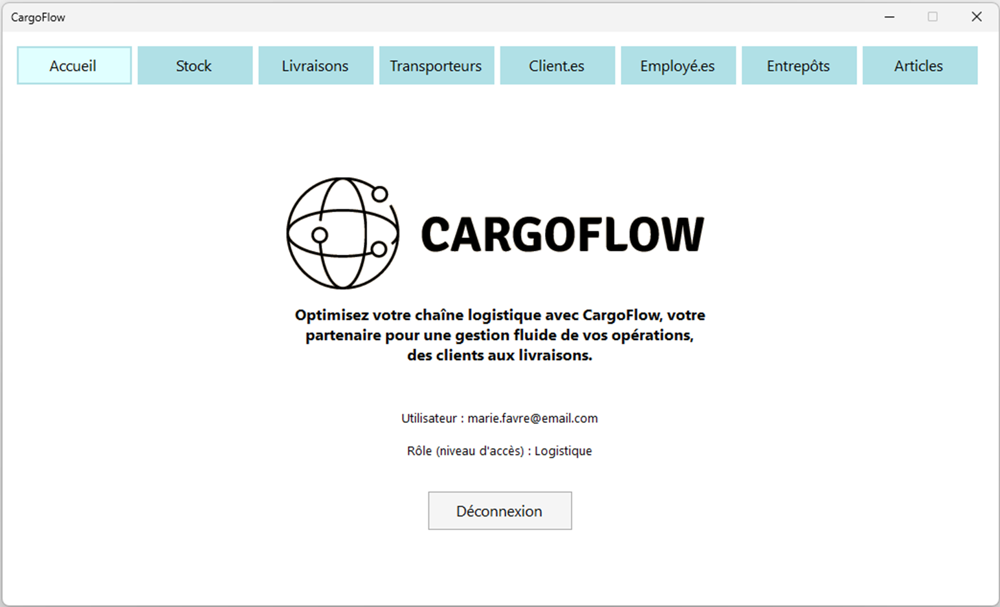 CargoFlow
Accueil Stock Livraisons Transporteurs Client.es Employé.es Entrepôts Articles
CARGOFLOW
Optimisez votre chaîne logistique avec CargoFlow, votre
partenaire pour une gestion fluide de vos opérations,
des clients aux livraisons.
Utilisateur : marie.favre@email.com
Rôle (niveau d'accès) : Logistique
Déconnexion